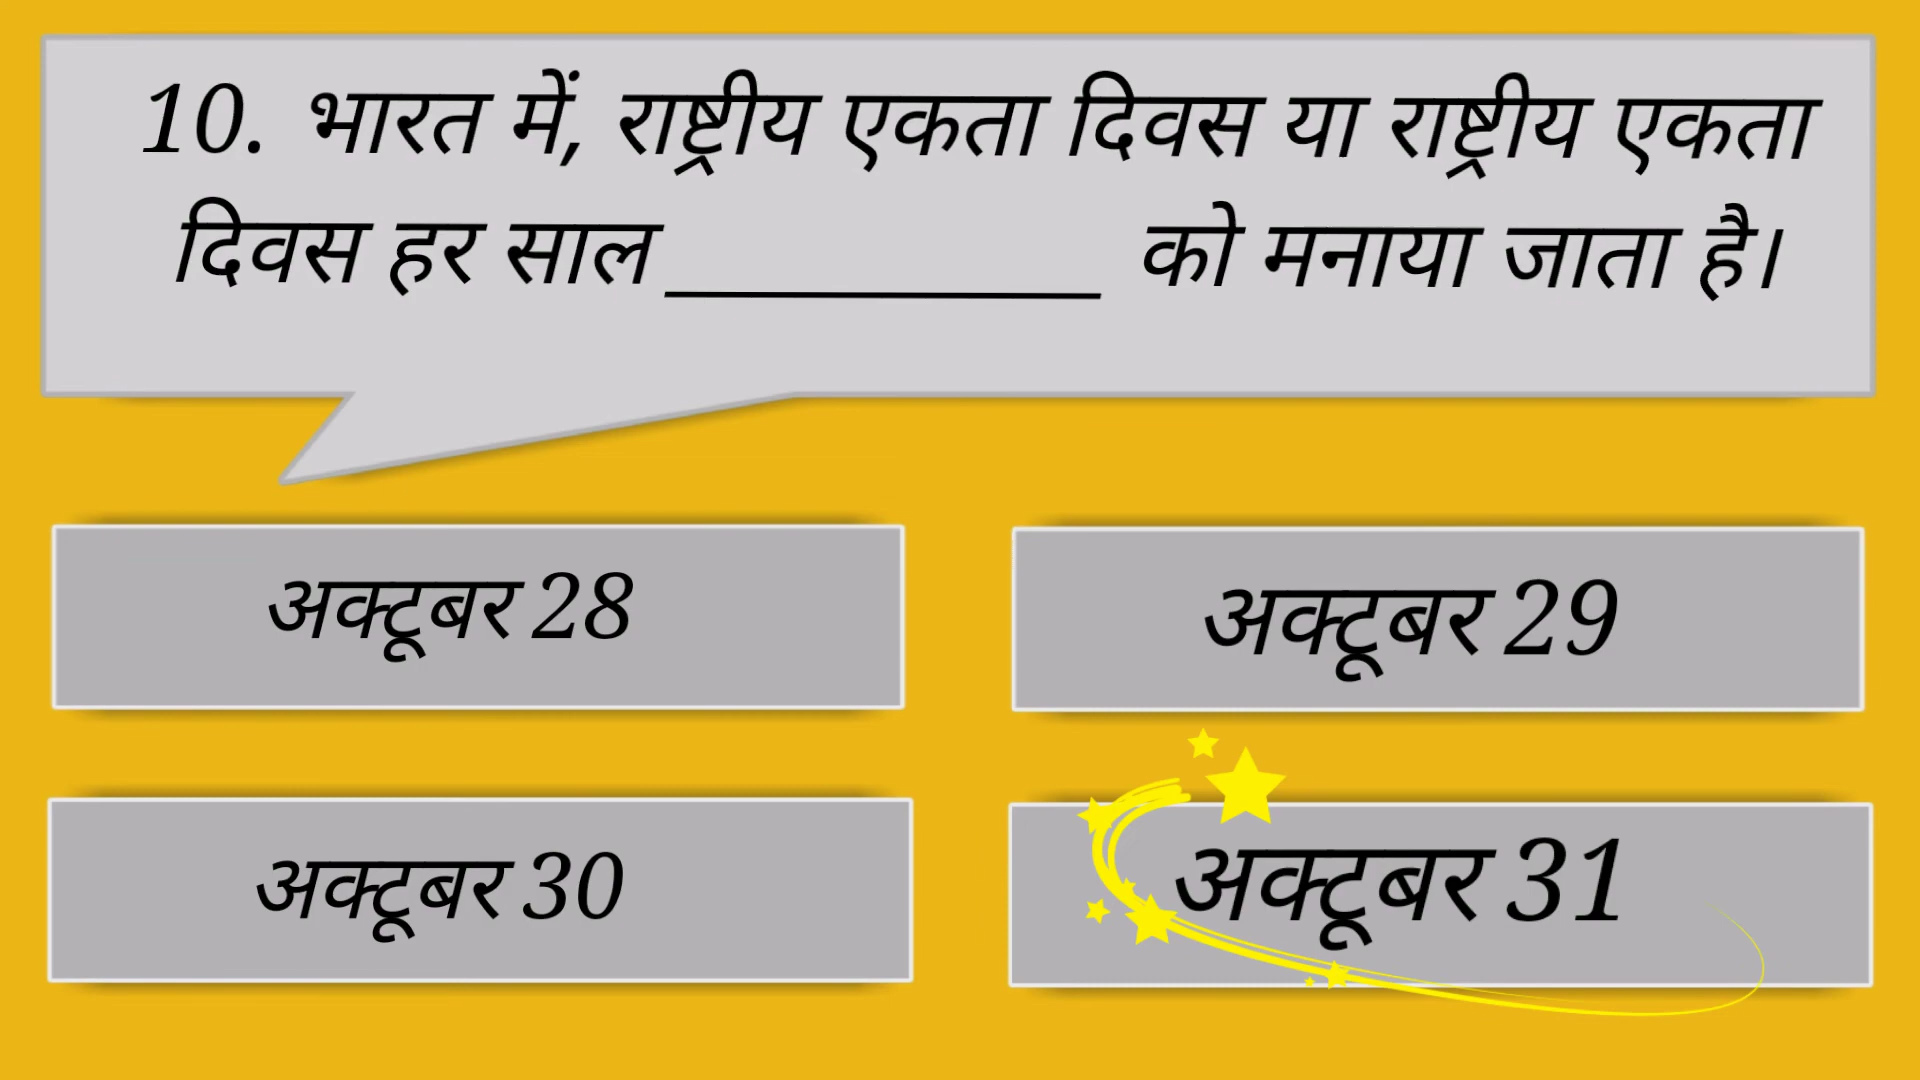 10. भारत में, राष्ट्रीय एकता दिवस या राष्ट्रीय एकता
दिवस हर साल __________ को मनाया जाता है।
अक्टूबर 28
अक्टूबर 29
अक्टूबर 30
अक्टूबर 31